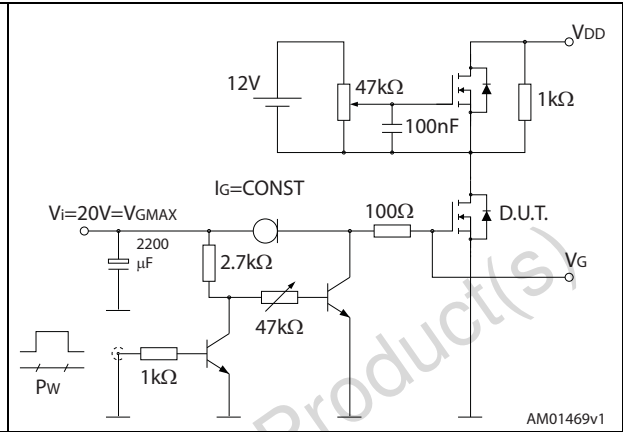 VDD
12V
47kΩ
1kΩ
100nF
IG=CONST
Vi=20V=VGMAX
100Ω
D.U.T.
2200
μF
2.7kΩ
VG
47kΩ
1kΩ
PW
Product(s)
AM01469v1